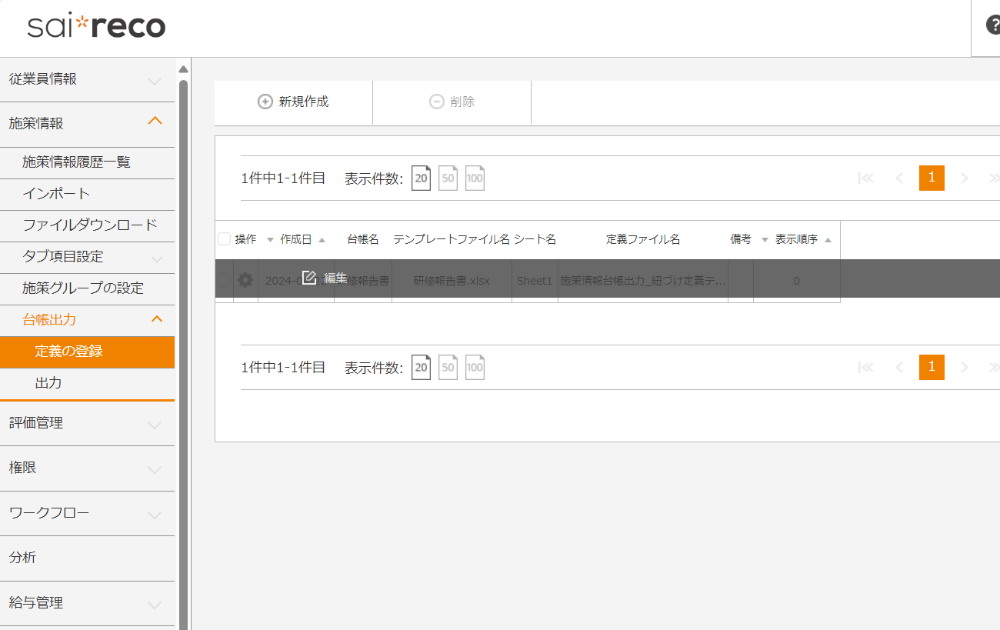 sai*reco
?
従業員情報
施策情報
施策情報履歴一覧
インポート
ファイルダウンロード
タブ項目設定
施策グループの設定
台帳出力
定義の登録
出力
評価管理
権限
ワークフロー
分析
給与管理
新規作成 削除
1件中1-1件目 表示件数: 20 50 100 1
操作 作成日 台帳名 テンプレートファイル名 シート名 定義ファイル名 備考 表示順序
2024-0 編集 修報告書 研修報告書.xlsx Sheet1 施策情報台帳出力_紐づけ定義テ... 0
1件中1-1件目 表示件数: 20 50 100 1